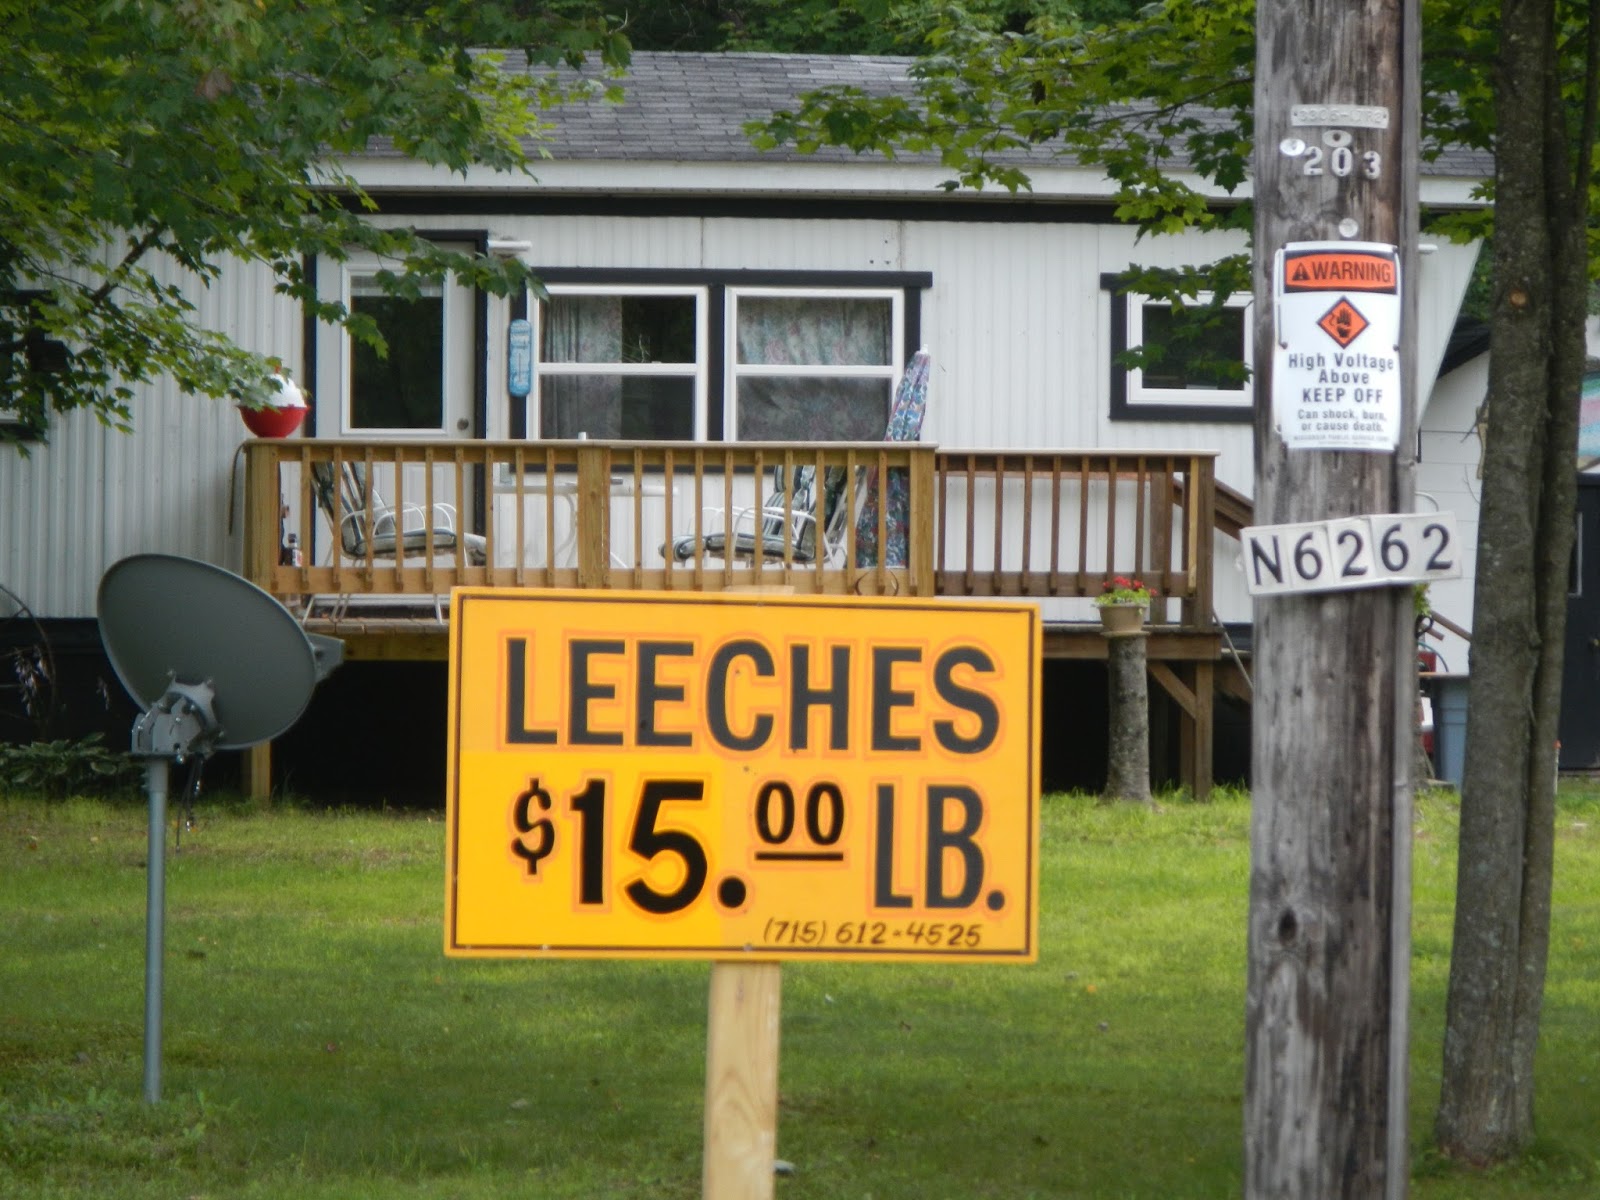 203
WARNING
High Voltage
Above
KEEP OFF
Can shock, burn,
or cause death.
N6262
LEECHES
$15.00 LB.
(715) 612-4525